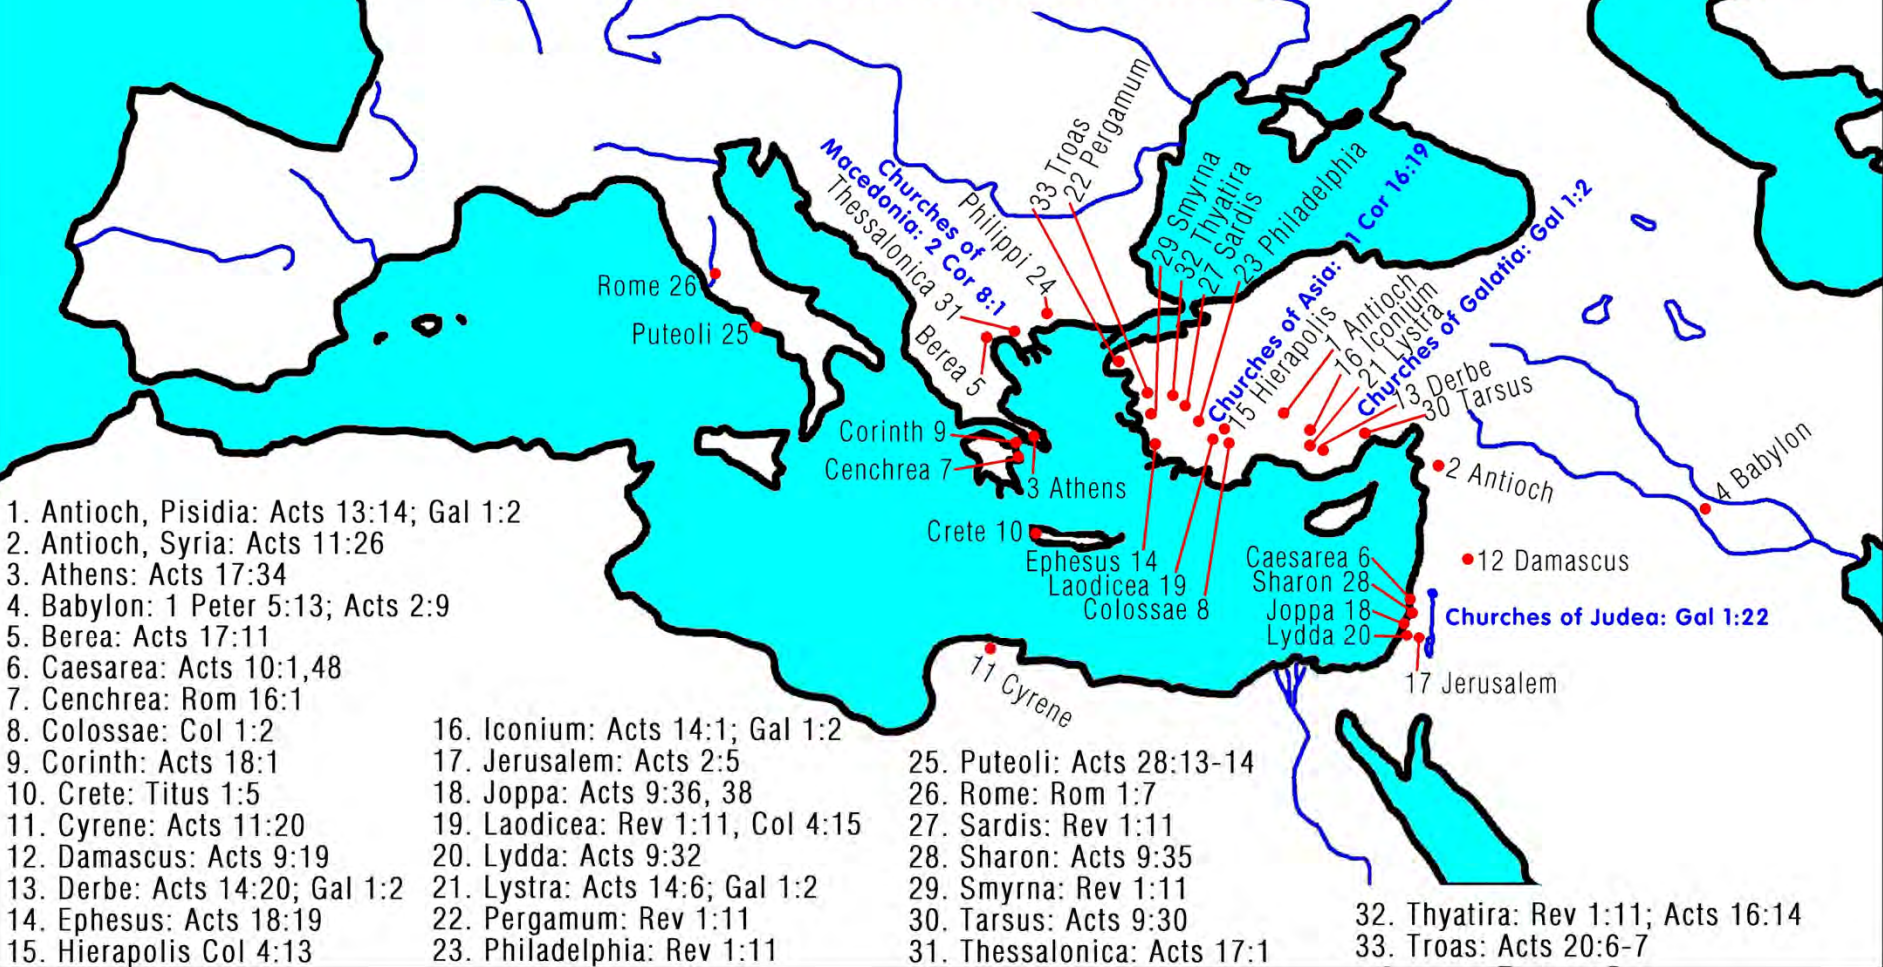 33 Troas
22 Pergamum
Churches of
Macedonia: 2 Cor 8:1
Thessalonica 31
Philippi 24
Berea 5
29 Smyrna
32 Thyatira
27 Sardis
23 Philadelphia
Churches of Asia: 1 Cor 16:19
15 Hierapolis
1 Antioch
16 Iconium
21 Lystra
Churches of Galatia: Gal 1:2
13 Derbe
30 Tarsus
Rome 26
Puteoli 25
Corinth 9
Cenchrea 7
3 Athens
Crete 10
Ephesus 14
Laodicea 19
Colossae 8
2 Antioch
4 Babylon
12 Damascus
Caesarea 6
Sharon 28
Joppa 18
Lydda 20
Churches of Judea: Gal 1:22
17 Jerusalem
11 Cyrene
1. Antioch, Pisidia: Acts 13:14; Gal 1:2
2. Antioch, Syria: Acts 11:26
3. Athens: Acts 17:34
4. Babylon: 1 Peter 5:13; Acts 2:9
5. Berea: Acts 17:11
6. Caesarea: Acts 10:1,48
7. Cenchrea: Rom 16:1
8. Colossae: Col 1:2
9. Corinth: Acts 18:1
10. Crete: Titus 1:5
11. Cyrene: Acts 11:20
12. Damascus: Acts 9:19
13. Derbe: Acts 14:20; Gal 1:2
14. Ephesus: Acts 18:19
15. Hierapolis Col 4:13
16. Iconium: Acts 14:1; Gal 1:2
17. Jerusalem: Acts 2:5
18. Joppa: Acts 9:36, 38
19. Laodicea: Rev 1:11, Col 4:15
20. Lydda: Acts 9:32
21. Lystra: Acts 14:6; Gal 1:2
22. Pergamum: Rev 1:11
23. Philadelphia: Rev 1:11
25. Puteoli: Acts 28:13-14
26. Rome: Rom 1:7
27. Sardis: Rev 1:11
28. Sharon: Acts 9:35
29. Smyrna: Rev 1:11
30. Tarsus: Acts 9:30
31. Thessalonica: Acts 17:1
32. Thyatira: Rev 1:11; Acts 16:14
33. Troas: Acts 20:6-7